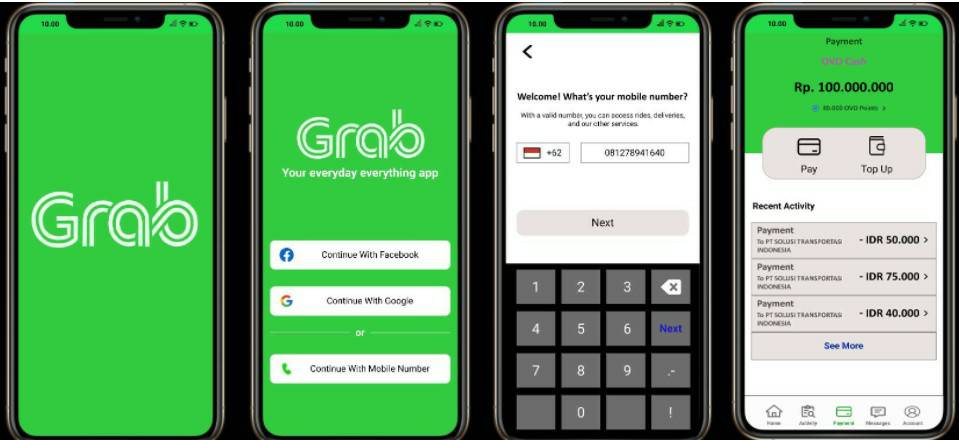 10.00
Grab
10.00
Grab
Your everyday everything app
Continue With Facebook
Continue With Google
or
Continue With Mobile Number
10.00
Welcome! What's your mobile number?
With a valid number, you can access rides, deliveries,
and our other services.
+62
081278941640
Next
1
2
3
4
5
6
Next
7
8
9
.-
0
!
10.00
Payment
OVO Cash
Rp. 100.000.000
OVO Points >
Pay
Top Up
Recent Activity
Payment
To PT SOLUSI TRANSPORTASI
INDONESIA
- IDR 50.000 >
Payment
To PT SOLUSI TRANSPORTASI
INDONESIA
- IDR 75.000 >
Payment
To PT SOLUSI TRANSPORTASI
INDONESIA
- IDR 40.000 >
See More
Home
Activity
Payment
Messages
Account